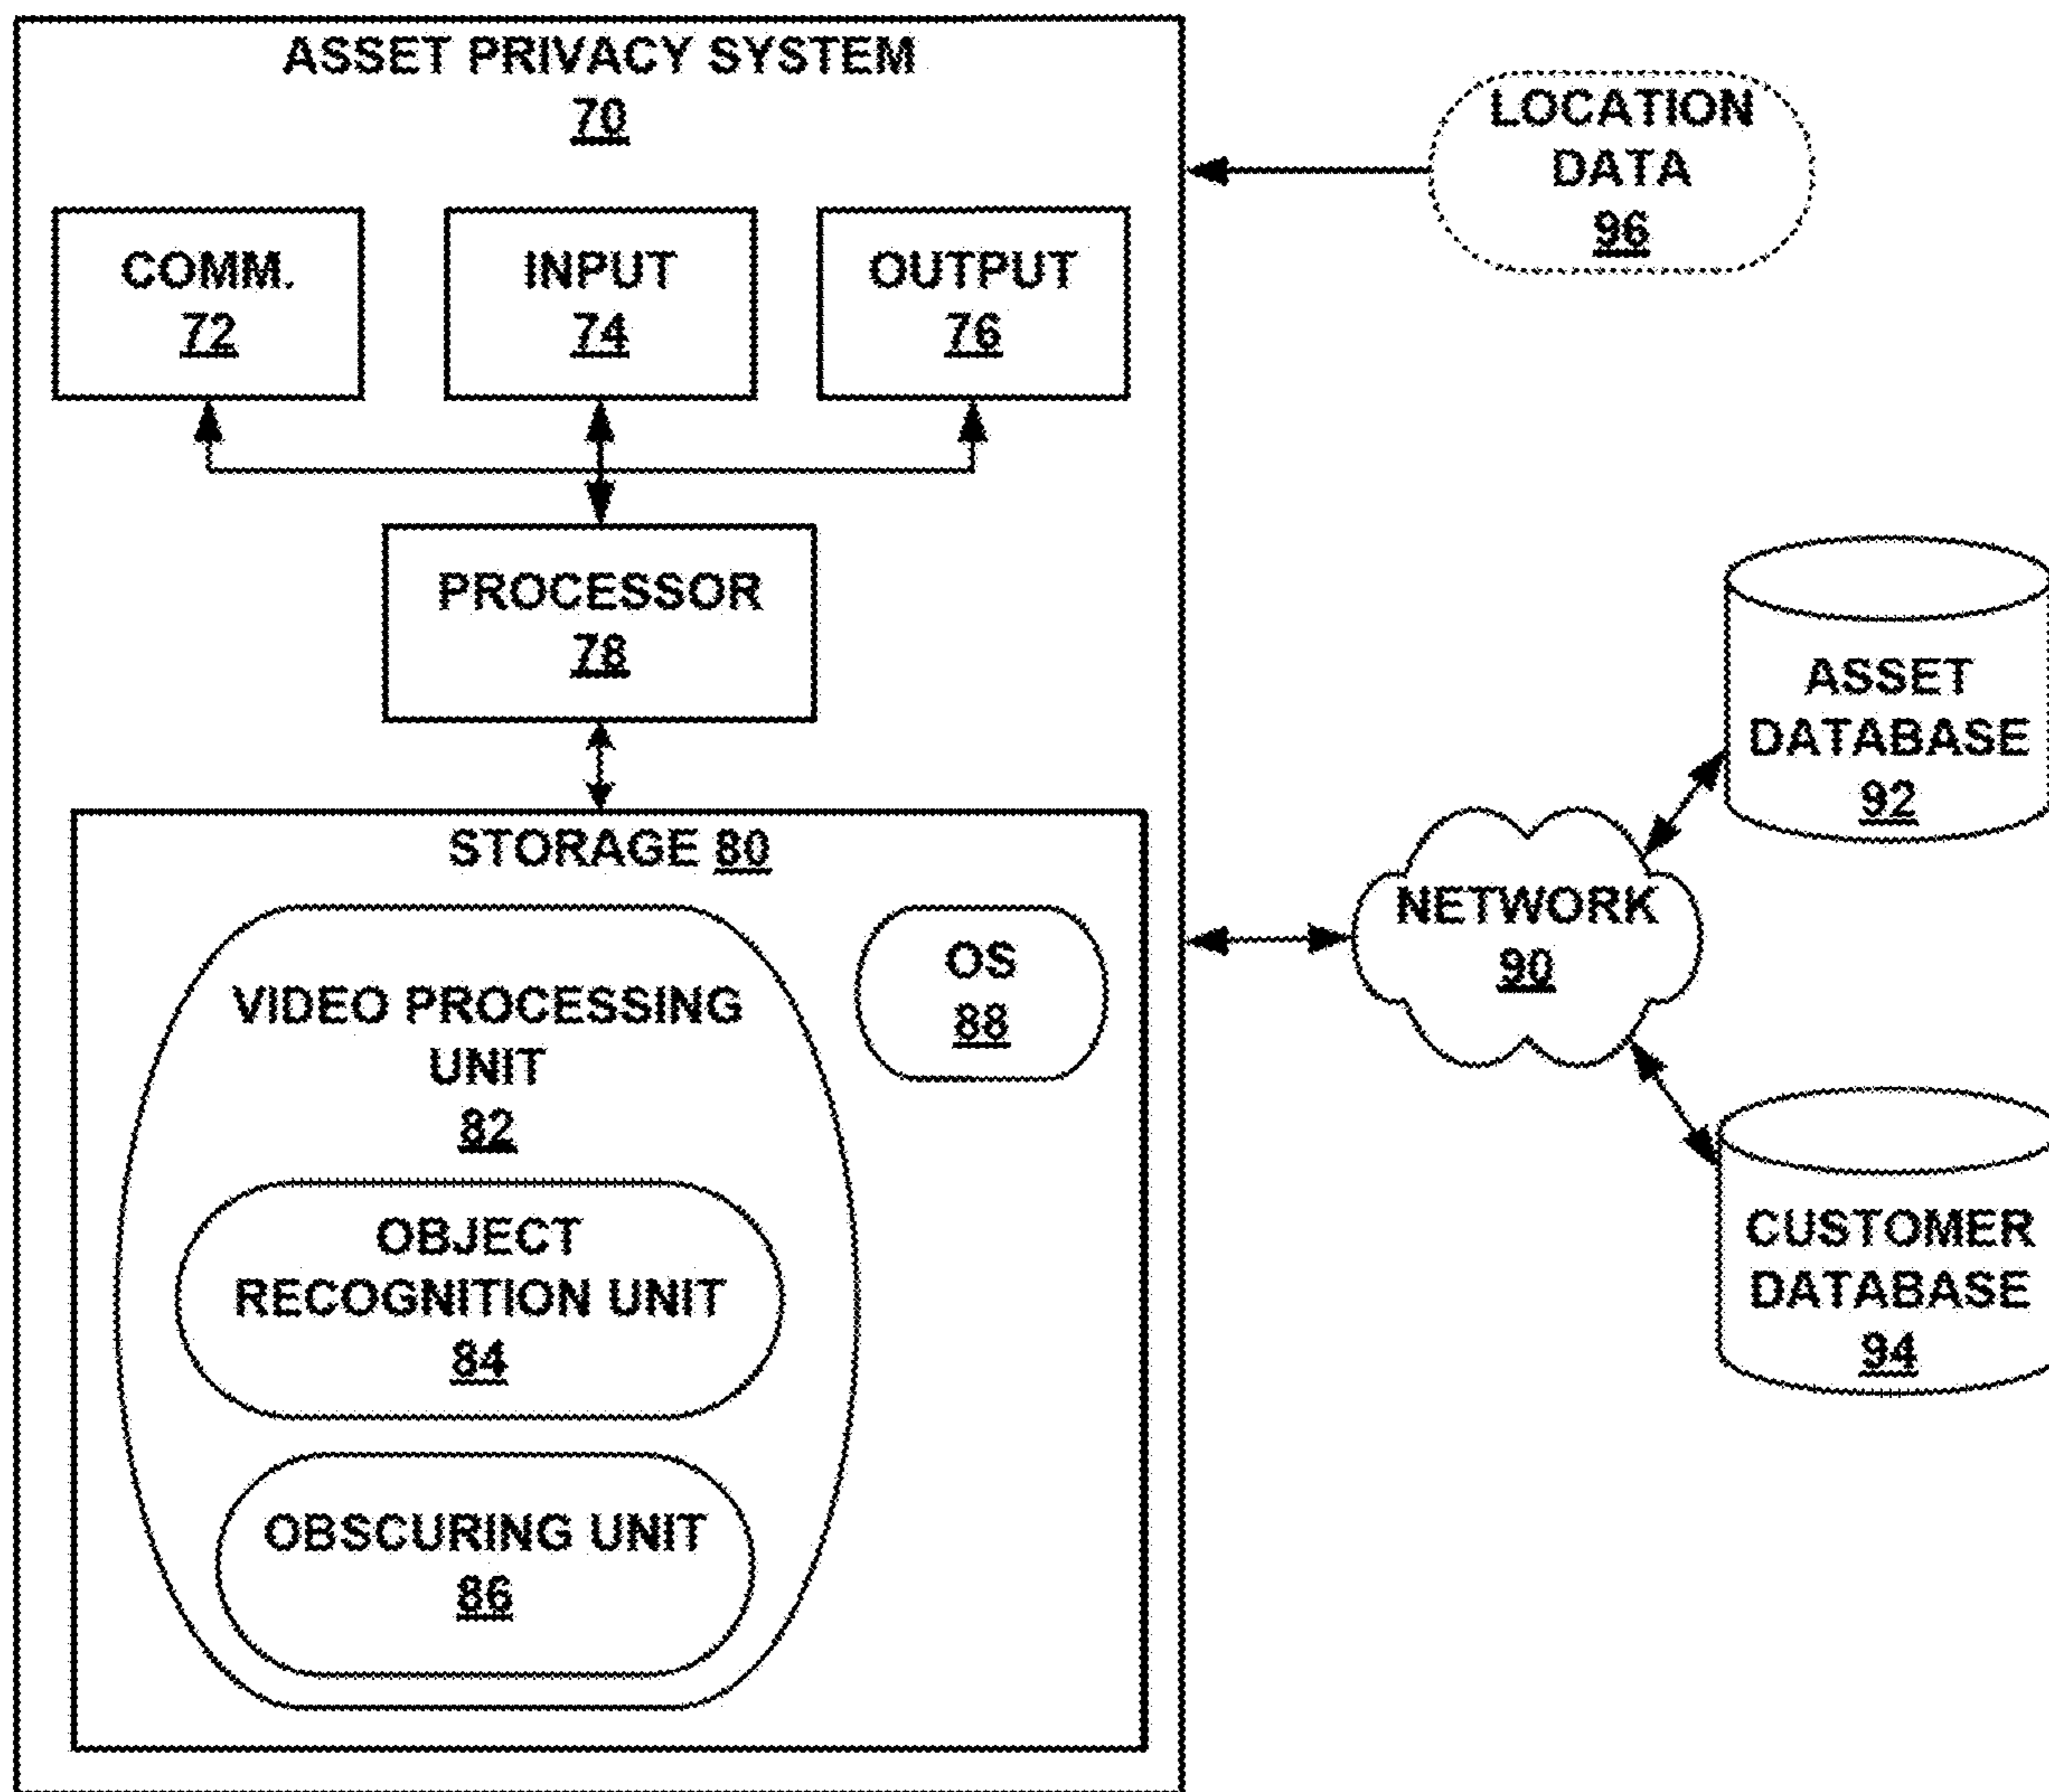 ASSET PRIVACY SYSTEM
70
COMM.
72
INPUT
74
OUTPUT
76
PROCESSOR
78
STORAGE 80
VIDEO PROCESSING
UNIT
82
OBJECT
RECOGNITION UNIT
84
OBSCURING UNIT
86
OS
88
LOCATION
DATA
96
NETWORK
90
ASSET
DATABASE
92
CUSTOMER
DATABASE
94